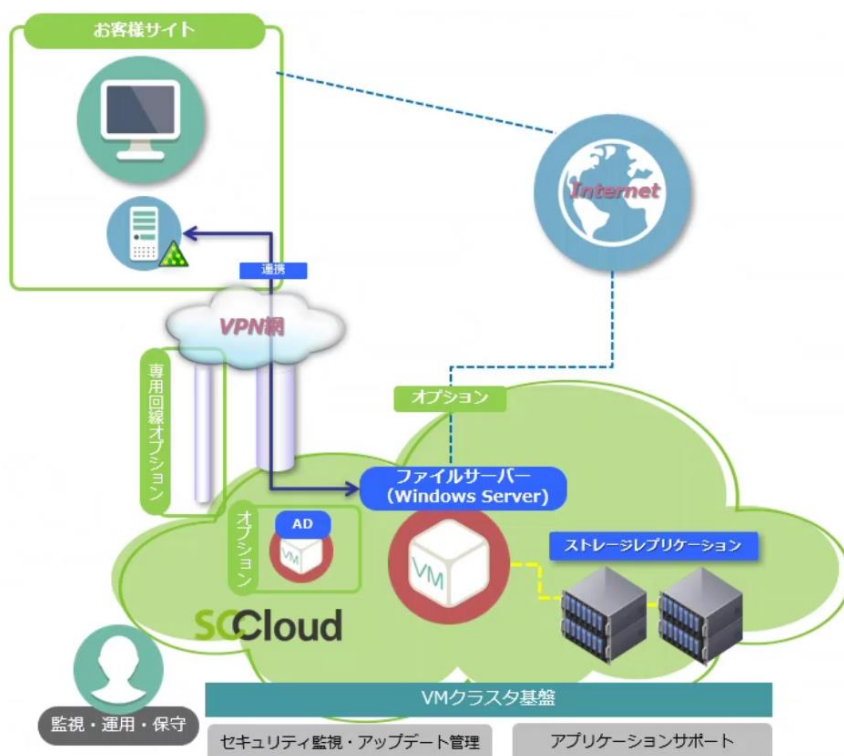 お客様サイト
Internet
連携
VPN網
専用回線オプション
オプション
ファイルサーバー
（Windows Server)
オプション
AD
VM
VM
ストレージレプリケーション
SCCloud
VMクラスタ基盤
監視・運用・保守
セキュリティ監視・アップデート管理
アプリケーションサポート